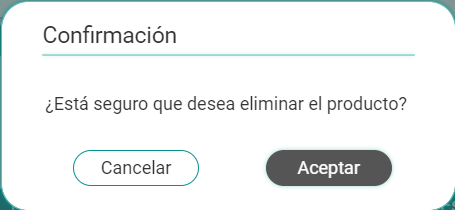 Confirmación
¿Está seguro que desea eliminar el producto?
Cancelar
Aceptar